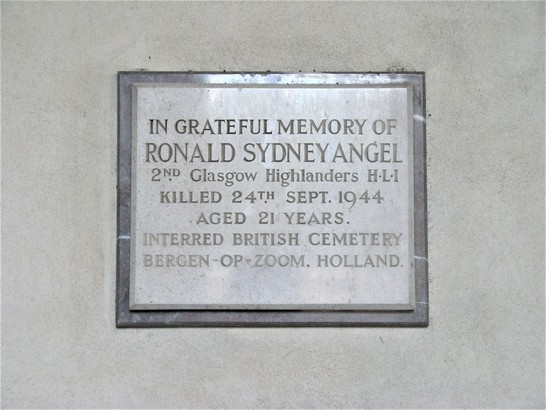 IN GRATEFUL MEMORY OF
RONALD SYDNEY ANGEL
2ND Glasgow Highlanders H·L·I
KILLED 24TH SEPT. 1944
AGED 21 YEARS.
INTERRED BRITISH CEMETERY
BERGEN-OP-ZOOM. HOLLAND.